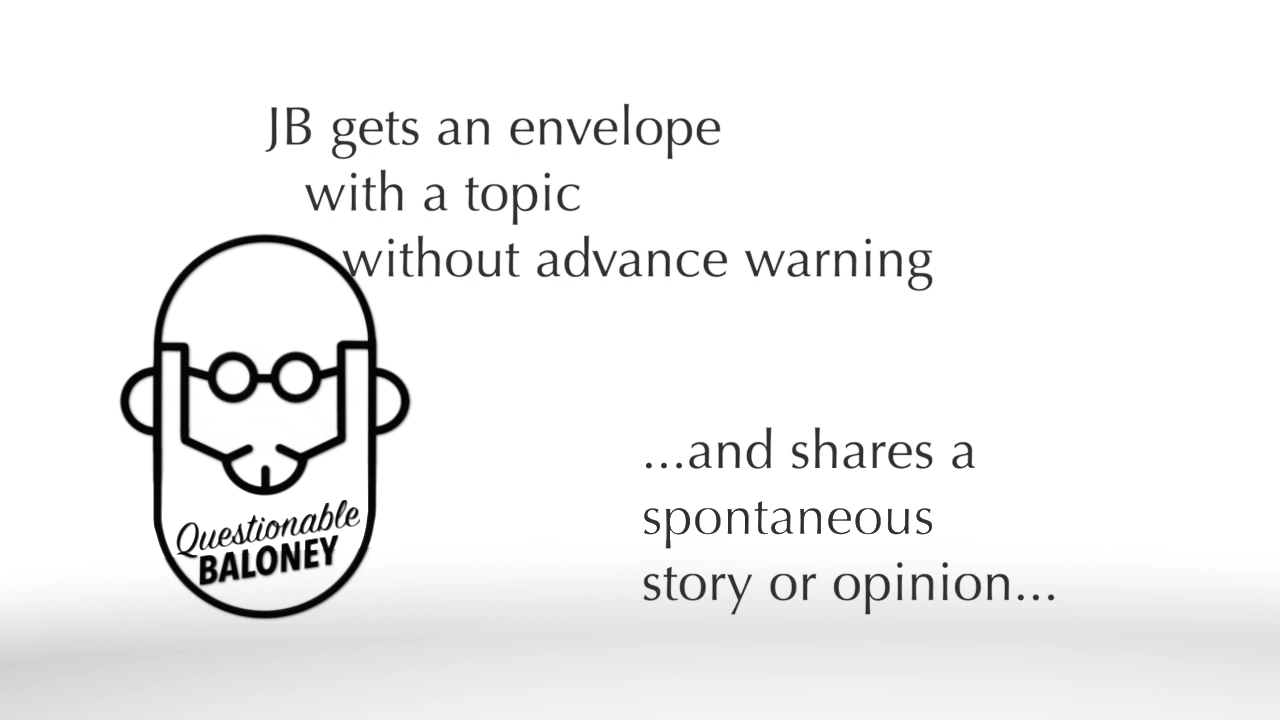 JB gets an envelope
with a topic
without advance warning
...and shares a
spontaneous
story or opinion...
Questionable
BALONEY